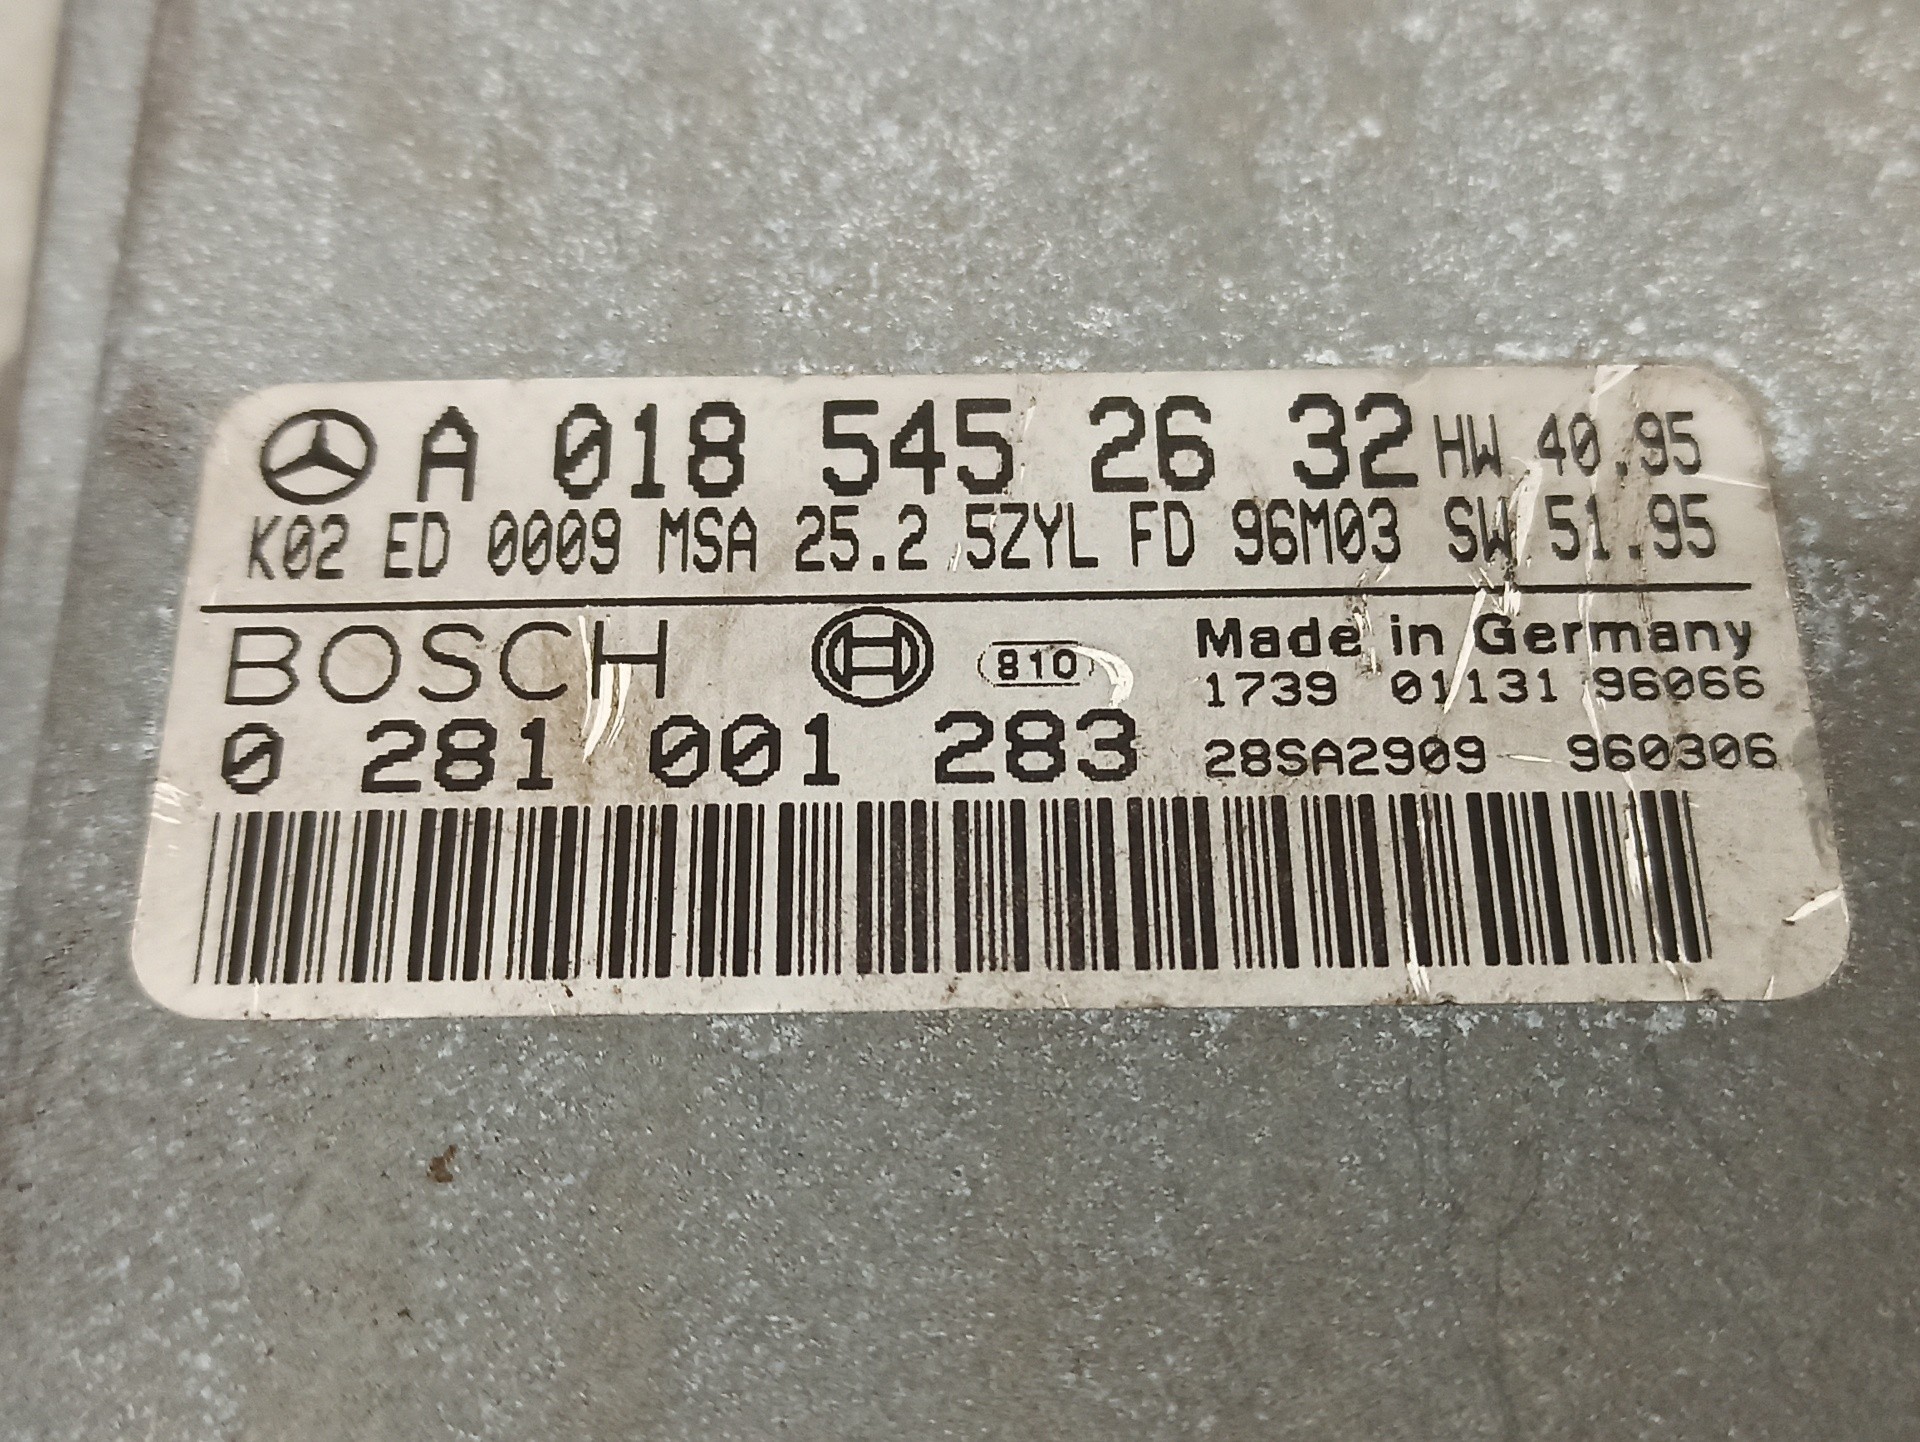 A 018 545 26 32 HW 40.95
K02 ED 0009 MSA 25.2 5ZYL FD 96M03 SW 51.95
BOSCH 810 Made in Germany
1739 01131 96066
0 281 001 283 28SA2909 960306